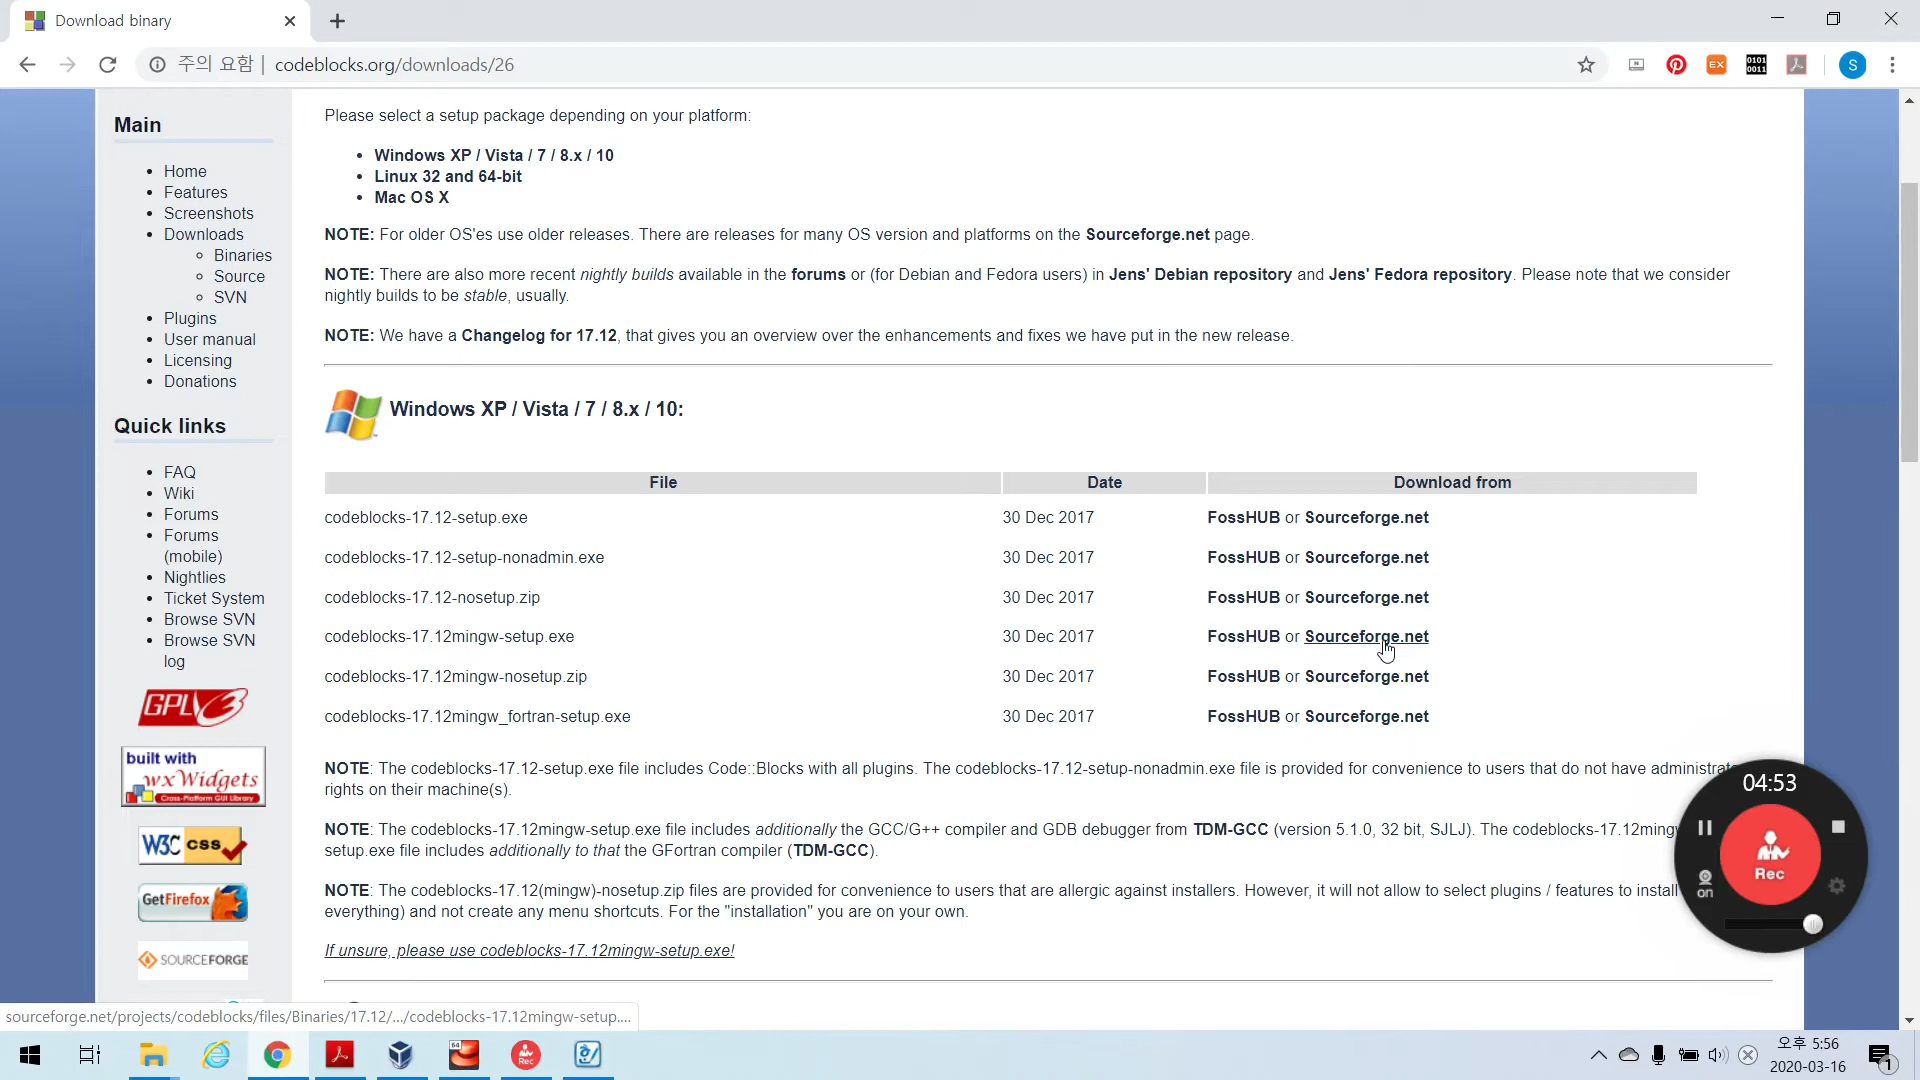 Download binary
주의 요함 | codeblocks.org/downloads/26
EX
0101
0011
S
Main
Home
Features
Screenshots
Downloads
Binaries
Source
SVN
Plugins
User manual
Licensing
Donations
Quick links
FAQ
Wiki
Forums
Forums
(mobile)
Nightlies
Ticket System
Browse SVN
Browse SVN
log
GPLv3
built with
wxWidgets
Cross-Platform GUI Library
W3C css
GetFirefox
SOURCEFORGE
Please select a setup package depending on your platform:
Windows XP / Vista / 7 / 8.x / 10
Linux 32 and 64-bit
Mac OS X
NOTE: For older OS'es use older releases. There are releases for many OS version and platforms on the Sourceforge.net page.
NOTE: There are also more recent nightly builds available in the forums or (for Debian and Fedora users) in Jens' Debian repository and Jens' Fedora repository. Please note that we consider
nightly builds to be stable, usually.
NOTE: We have a Changelog for 17.12, that gives you an overview over the enhancements and fixes we have put in the new release.
Windows XP / Vista / 7 / 8.x / 10:
File Date Download from
codeblocks-17.12-setup.exe 30 Dec 2017 FossHUB or Sourceforge.net
codeblocks-17.12-setup-nonadmin.exe 30 Dec 2017 FossHUB or Sourceforge.net
codeblocks-17.12-nosetup.zip 30 Dec 2017 FossHUB or Sourceforge.net
codeblocks-17.12mingw-setup.exe 30 Dec 2017 FossHUB or Sourceforge.net
codeblocks-17.12mingw-nosetup.zip 30 Dec 2017 FossHUB or Sourceforge.net
codeblocks-17.12mingw_fortran-setup.exe 30 Dec 2017 FossHUB or Sourceforge.net
NOTE: The codeblocks-17.12-setup.exe file includes Code::Blocks with all plugins. The codeblocks-17.12-setup-nonadmin.exe file is provided for convenience to users that do not have administrat
rights on their machine(s).
NOTE: The codeblocks-17.12mingw-setup.exe file includes additionally the GCC/G++ compiler and GDB debugger from TDM-GCC (version 5.1.0, 32 bit, SJLJ). The codeblocks-17.12ming
setup.exe file includes additionally to that the GFortran compiler (TDM-GCC).
NOTE: The codeblocks-17.12(mingw)-nosetup.zip files are provided for convenience to users that are allergic against installers. However, it will not allow to select plugins / features to install
everything) and not create any menu shortcuts. For the "installation" you are on your own.
If unsure, please use codeblocks-17.12mingw-setup.exe!
04:53
Rec
on
sourceforge.net/projects/codeblocks/files/Binaries/17.12/.../codeblocks-17.12mingw-setup....
64
Rec
오후 5:56
2020-03-16
1